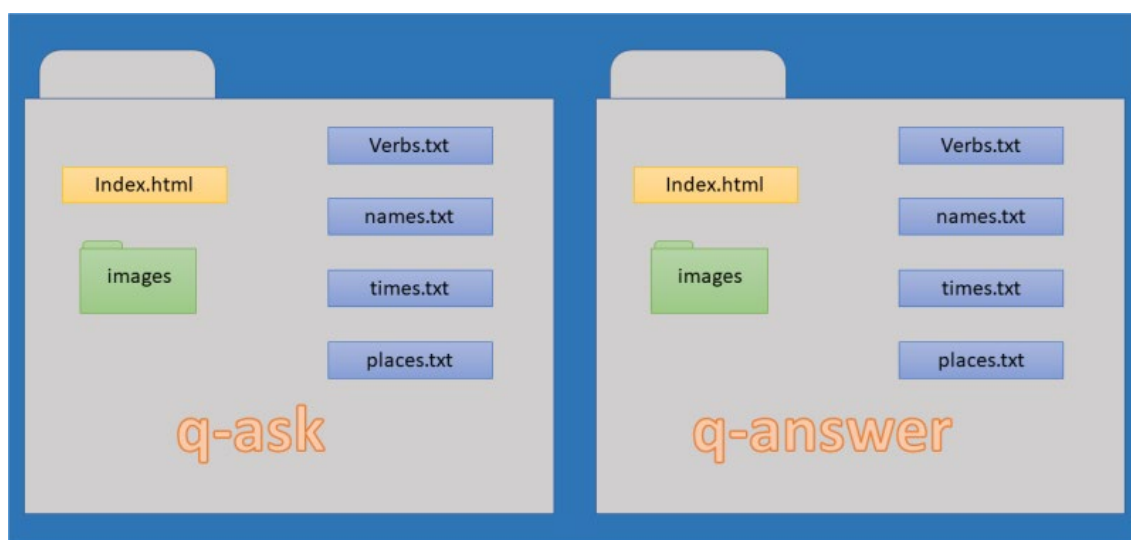 Verbs.txt
Index.html
names.txt
images
times.txt
places.txt
q-ask
Verbs.txt
Index.html
names.txt
images
times.txt
places.txt
q-answer